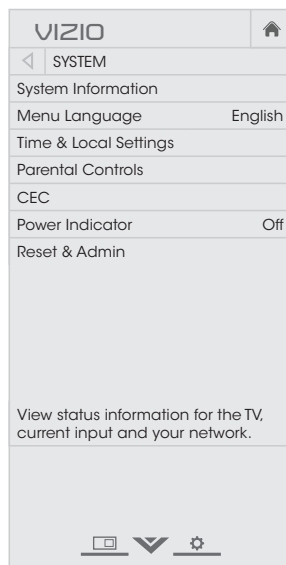 VIZIO
SYSTEM
System Information
Menu Language English
Time & Local Settings
Parental Controls
CEC
Power Indicator Off
Reset & Admin
View status information for the TV,
current input and your network.